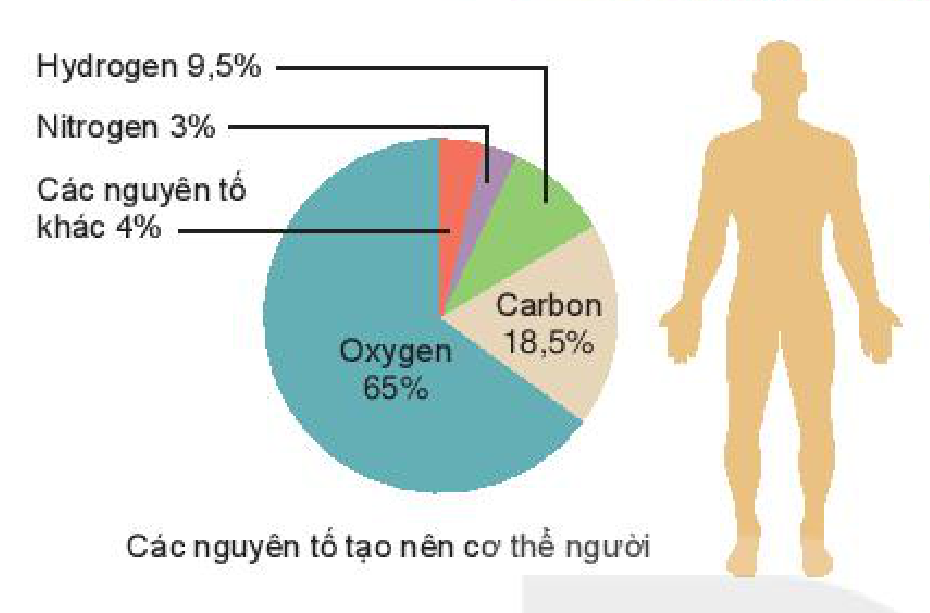 Hydrogen 9,5%
Nitrogen 3%
Các nguyên tố
khác 4%
Carbon
18,5%
Oxygen
65%
Các nguyên tố tạo nên cơ thể người